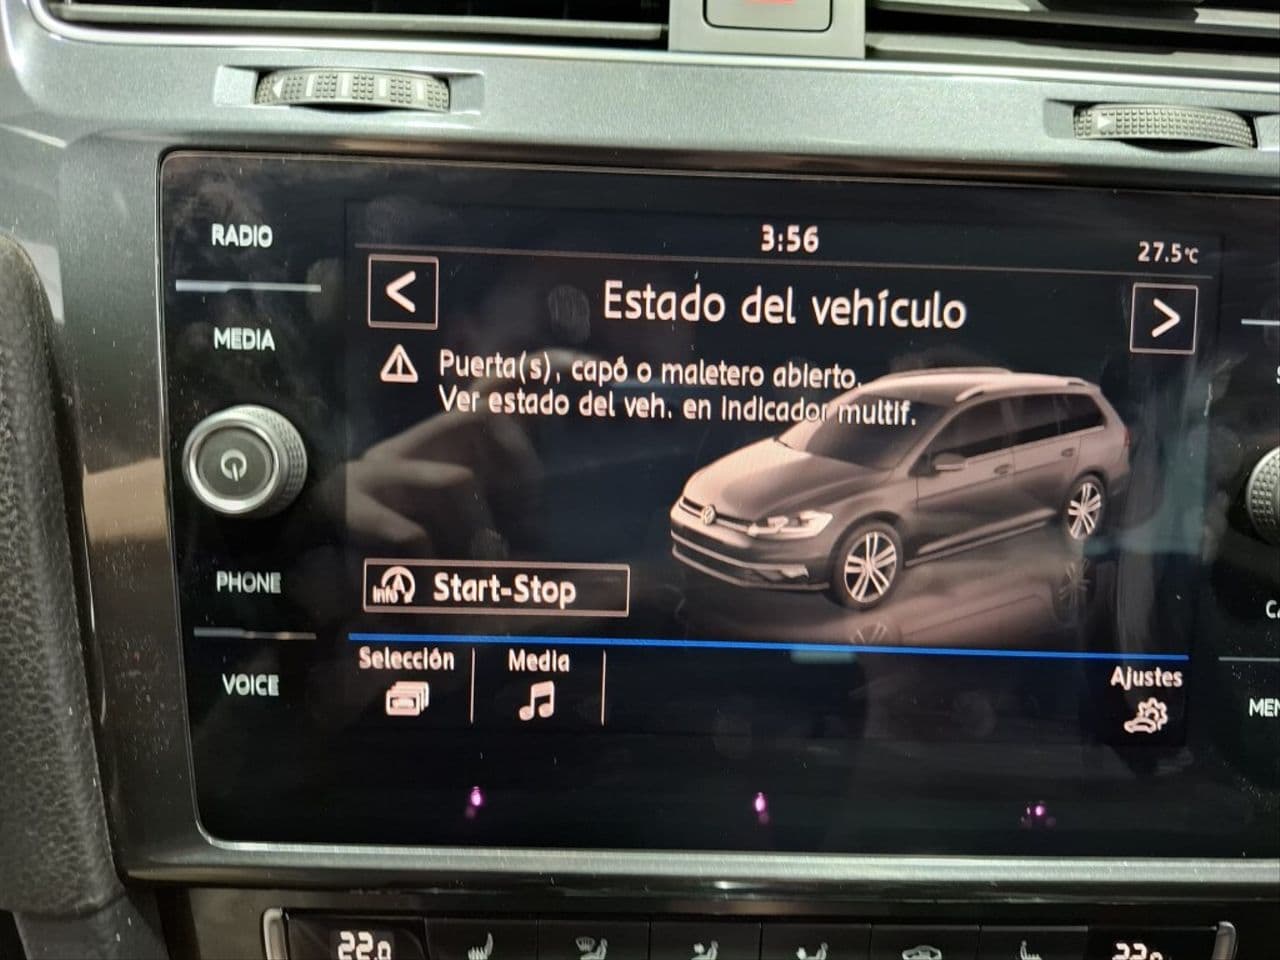 RADIO
3:56
27.5°C
<
Estado del vehículo
>
MEDIA
Puerta(s), capó o maletero abierto.
Ver estado del veh. en indicador multif.
Start-Stop
PHONE
Selección
Media
Ajustes
VOICE
22.0